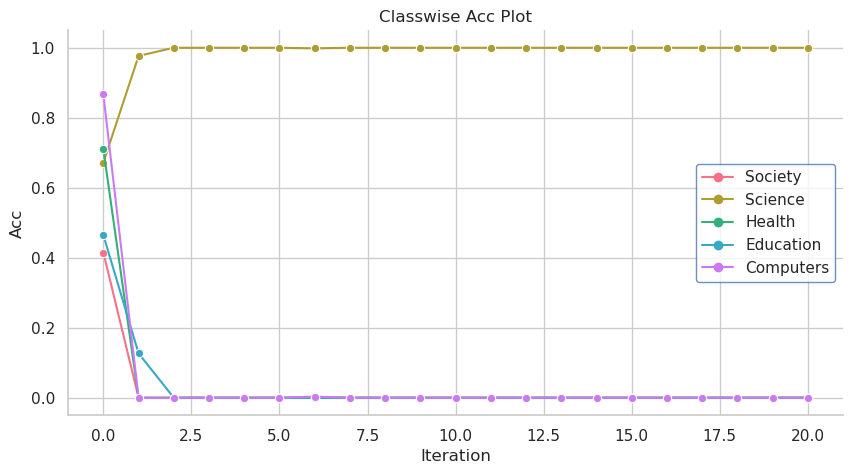 Classwise Acc Plot
1.0
0.8
0.6
0.4
0.2
0.0
Acc
Society
Science
Health
Education
Computers
0.0 2.5 5.0 7.5 10.0 12.5 15.0 17.5 20.0
Iteration